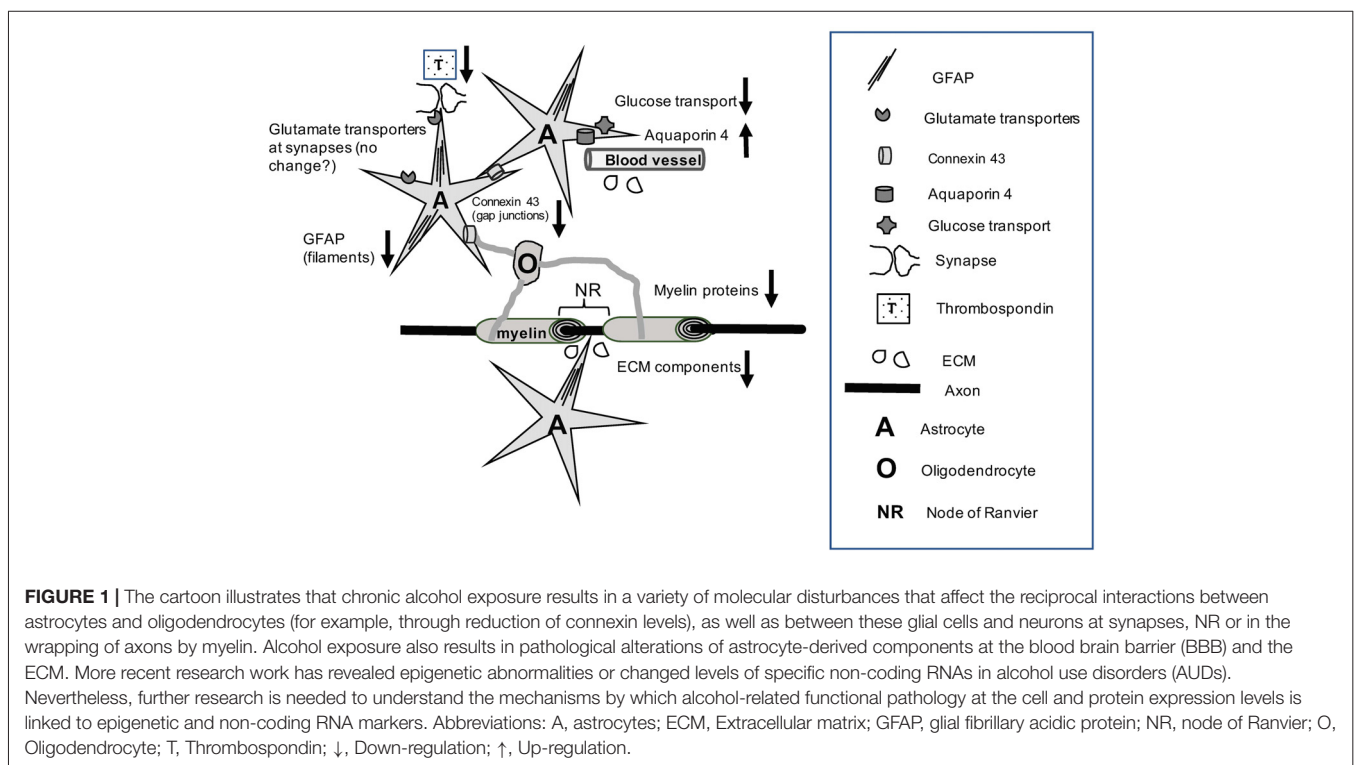 T
Glucose transport
Glutamate transporters
at synapses (no
change?)
A
Aquaporin 4
Blood vessel
A
Connexin 43
(gap junctions)
GFAP
(filaments)
O
NR
Myelin proteins
myelin
ECM components
A
GFAP
Glutamate transporters
Connexin 43
Aquaporin 4
Glucose transport
Synapse
T
Thrombospondin
ECM
Axon
A
Astrocyte
O
Oligodendrocyte
NR
Node of Ranvier
FIGURE 1 | The cartoon illustrates that chronic alcohol exposure results in a variety of molecular disturbances that affect the reciprocal interactions between
astrocytes and oligodendrocytes (for example, through reduction of connexin levels), as well as between these glial cells and neurons at synapses, NR or in the
wrapping of axons by myelin. Alcohol exposure also results in pathological alterations of astrocyte-derived components at the blood brain barrier (BBB) and the
ECM. More recent research work has revealed epigenetic abnormalities or changed levels of specific non-coding RNAs in alcohol use disorders (AUDs).
Nevertheless, further research is needed to understand the mechanisms by which alcohol-related functional pathology at the cell and protein expression levels is
linked to epigenetic and non-coding RNA markers. Abbreviations: A, astrocytes; ECM, Extracellular matrix; GFAP, glial fibrillary acidic protein; NR, node of Ranvier; O,
Oligodendrocyte; T, Thrombospondin; ↓, Down-regulation; ↑, Up-regulation.